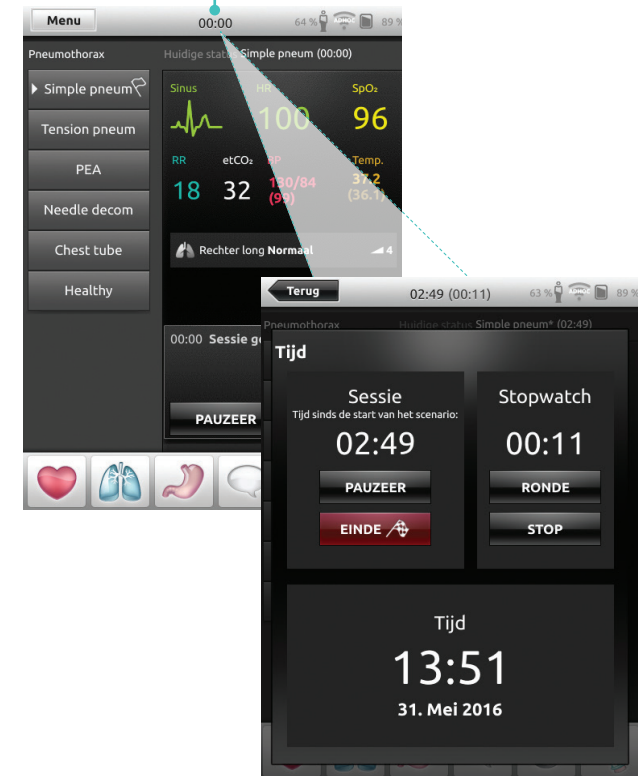 Menu
00:00
64 %
89 %
Pneumothorax
Huidige status Simple pneum (00:00)
Simple pneum
Tension pneum
PEA
Needle decom
Chest tube
Healthy
Sinus
HR
100
SpO₂
96
RR
18
etCO₂
32
BP
130/84
(99)
Temp.
37.2
(36.1)
Rechter long Normaal
4
00:00 Sessie
PAUZEER
Terug
02:49 (00:11)
63 %
89 %
Pneumothorax
Huidige status Simple pneum* (02:49)
Tijd
Sessie
Tijd sinds de start van het scenario:
02:49
PAUZEER
EINDE
Stopwatch
00:11
RONDE
STOP
Tijd
13:51
31. Mei 2016